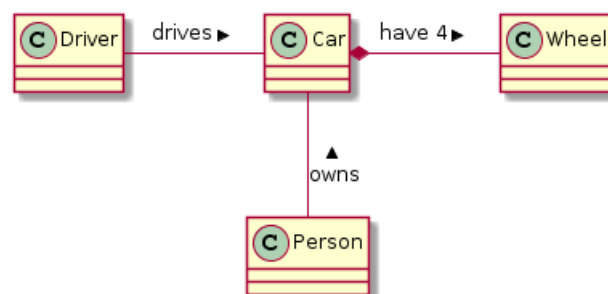 C Driver
drives ▶
C Car
have 4 ▶
C Wheel
▲
owns
C Person